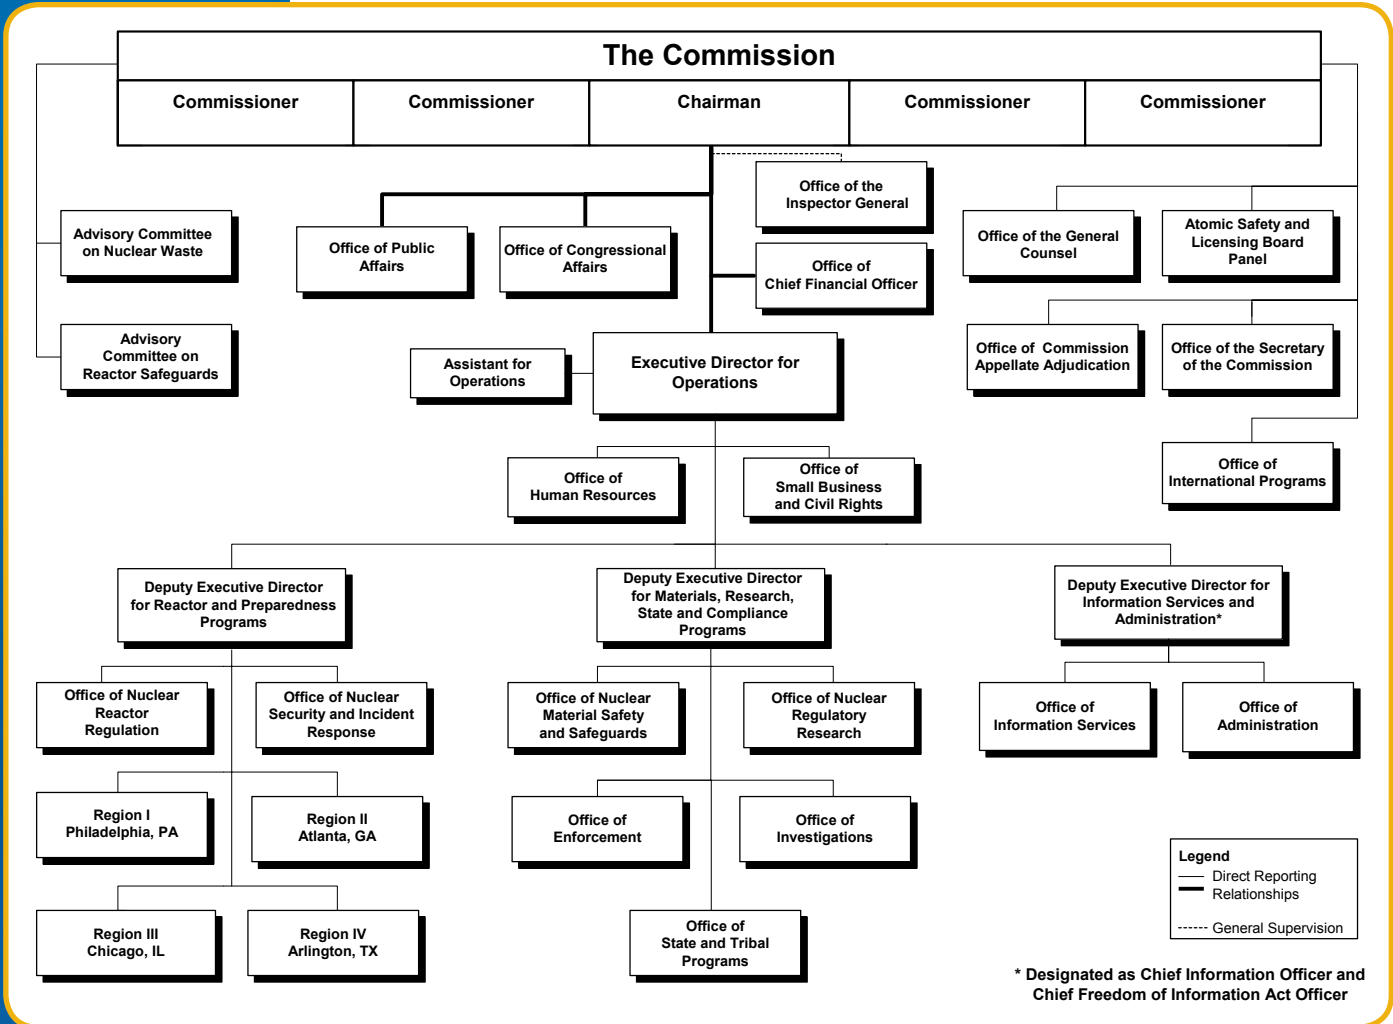 The Commission
Commissioner
Commissioner
Chairman
Commissioner
Commissioner
Office of the
Inspector General
Advisory Committee
on Nuclear Waste
Office of Public
Affairs
Office of Congressional
Affairs
Office of
Chief Financial Officer
Office of the General
Counsel
Atomic Safety and
Licensing Board
Panel
Advisory
Committee on
Reactor Safeguards
Assistant for
Operations
Executive Director for
Operations
Office of Commission
Appellate Adjudication
Office of the Secretary
of the Commission
Office of
International Programs
Office of
Human Resources
Office of
Small Business
and Civil Rights
Deputy Executive Director
for Reactor and Preparedness
Programs
Deputy Executive Director
for Materials, Research,
State and Compliance
Programs
Deputy Executive Director for
Information Services and
Administration*
Office of Nuclear
Reactor
Regulation
Office of Nuclear
Security and Incident
Response
Office of Nuclear
Material Safety
and Safeguards
Office of Nuclear
Regulatory
Research
Office of
Information Services
Office of
Administration
Region I
Philadelphia, PA
Region II
Atlanta, GA
Office of
Enforcement
Office of
Investigations
Region III
Chicago, IL
Region IV
Arlington, TX
Office of
State and Tribal
Programs
Legend
Direct Reporting
Relationships
General Supervision
* Designated as Chief Information Officer and
Chief Freedom of Information Act Officer